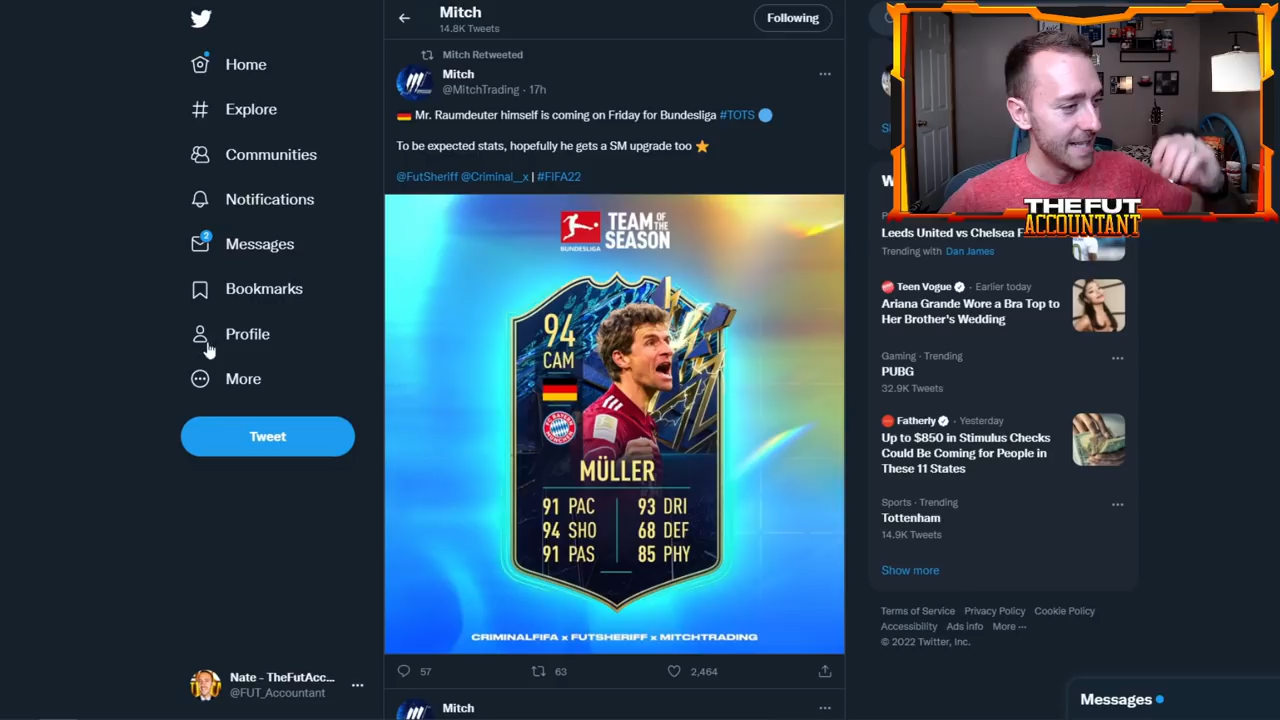 Home
Explore
Communities
Notifications
2
Messages
Bookmarks
Profile
More
Tweet
Nate - TheFutAcc...
@FUT_Accountant
Mitch
14.8K Tweets
Following
Mitch Retweeted
Mitch
@MitchTrading · 17h
Mr. Raumdeuter himself is coming on Friday for Bundesliga #TOTS
To be expected stats, hopefully he gets a SM upgrade too
@FutSheriff @Criminal__x | #FIFA22
BUNDESLIGA
TEAM OF THE SEASON
94
CAM
MÜLLER
91 PAC 93 DRI
94 SHO 68 DEF
91 PAS 85 PHY
CRIMINALFIFA x FUTSHERIFF x MITCHTRADING
57 63 2,464
Mitch
THE FUT
ACCOUNTANT
Leeds United vs Chelsea F
Trending with Dan James
Teen Vogue · Earlier today
Ariana Grande Wore a Bra Top to
Her Brother's Wedding
Gaming · Trending
PUBG
32.9K Tweets
Fatherly · Yesterday
Up to $850 in Stimulus Checks
Could Be Coming for People in
These 11 States
Sports · Trending
Tottenham
14.9K Tweets
Show more
Terms of Service Privacy Policy Cookie Policy
Accessibility Ads info More ···
© 2022 Twitter, Inc.
Messages